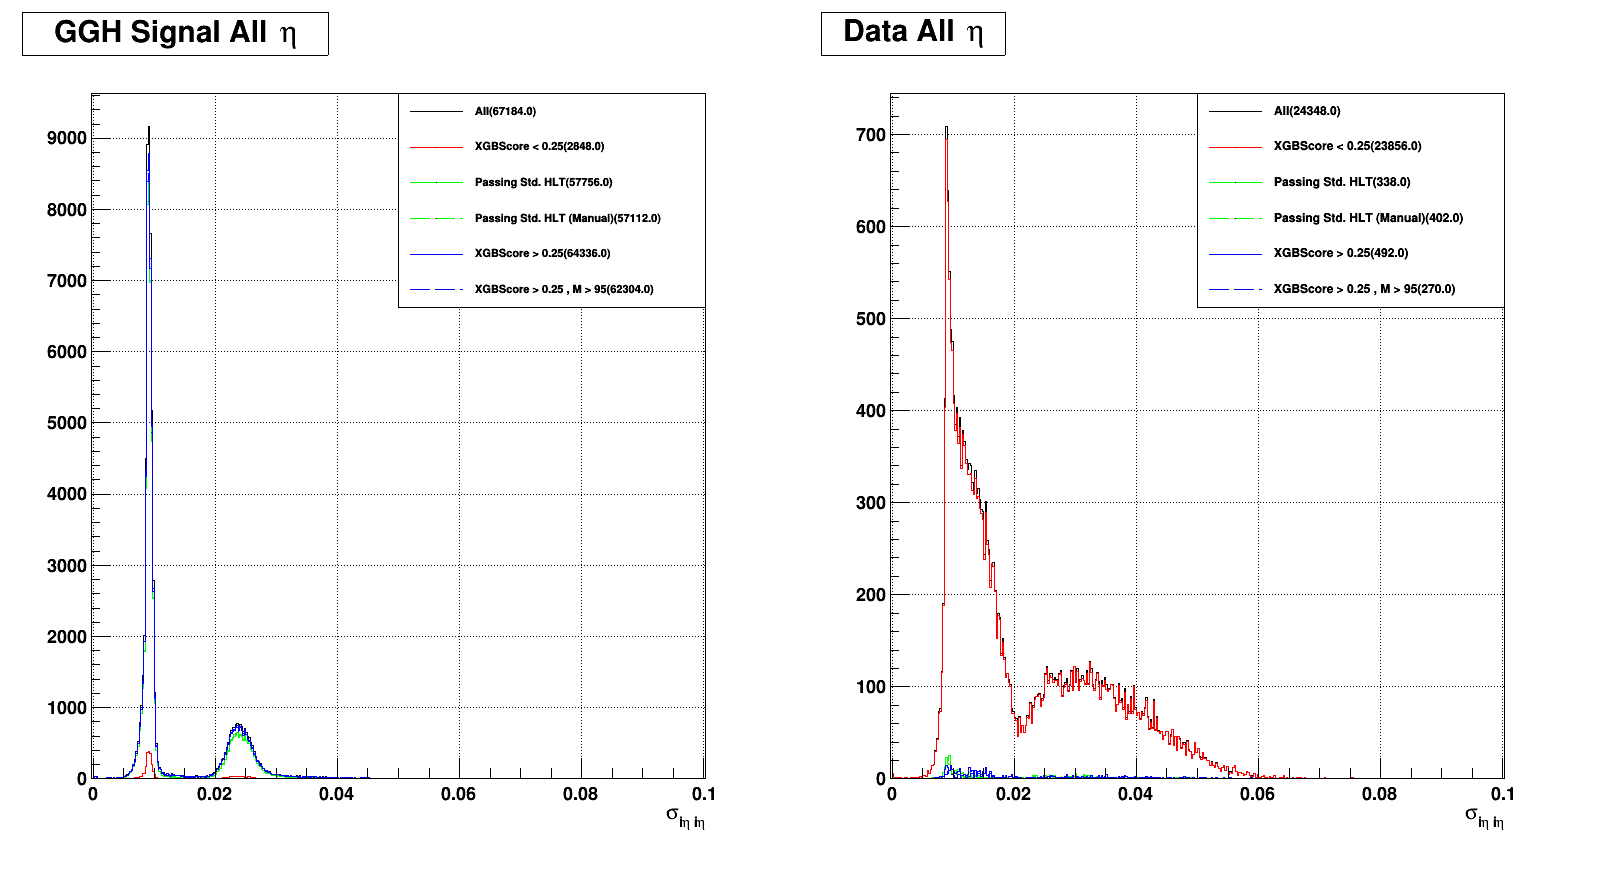 GGH Signal All η
9000
8000
7000
6000
5000
4000
3000
2000
1000
0
0
0.02
0.04
0.06
0.08
0.1
σiη iη
All(67184.0)
XGBScore < 0.25(2848.0)
Passing Std. HLT(57756.0)
Passing Std. HLT (Manual)(57112.0)
XGBScore > 0.25(64336.0)
XGBScore > 0.25 , M > 95(62304.0)
Data All η
700
600
500
400
300
200
100
0
0
0.02
0.04
0.06
0.08
0.1
σiη iη
All(24348.0)
XGBScore < 0.25(23856.0)
Passing Std. HLT(338.0)
Passing Std. HLT (Manual)(402.0)
XGBScore > 0.25(492.0)
XGBScore > 0.25 , M > 95(270.0)